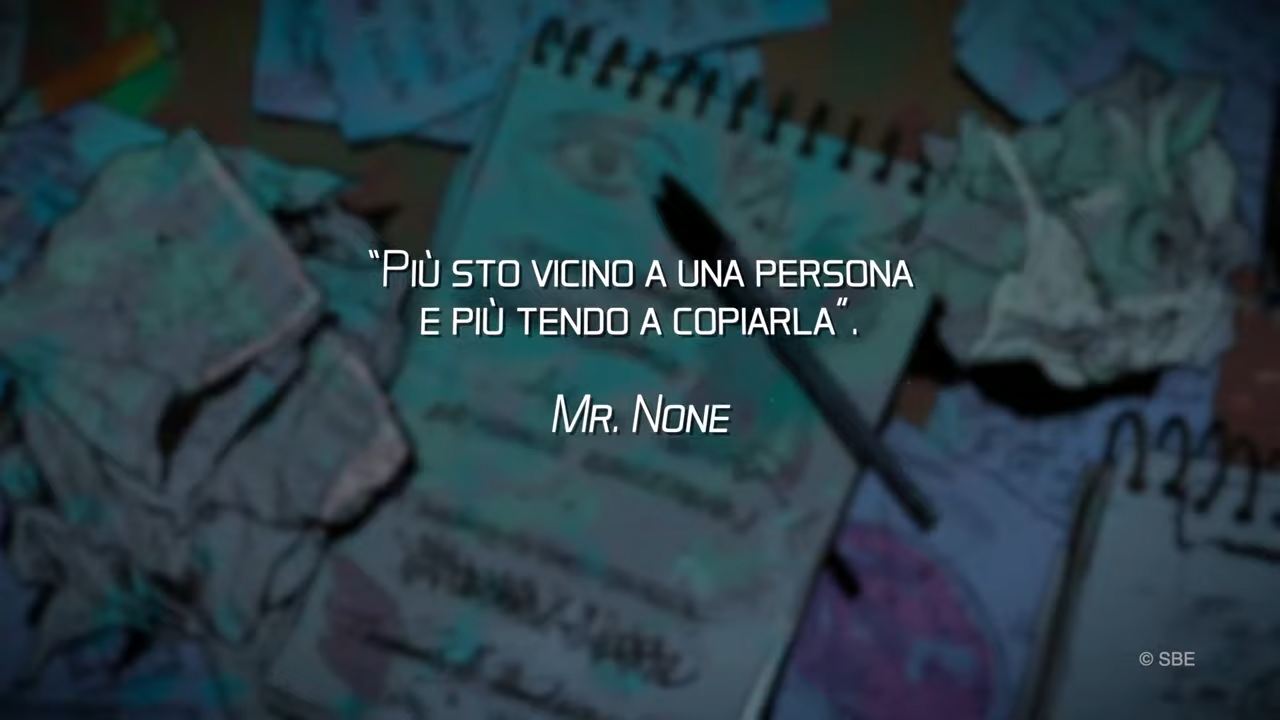 “Più sto vicino a una persona
e più tendo a copiarla”.
Mr. None
© SBE